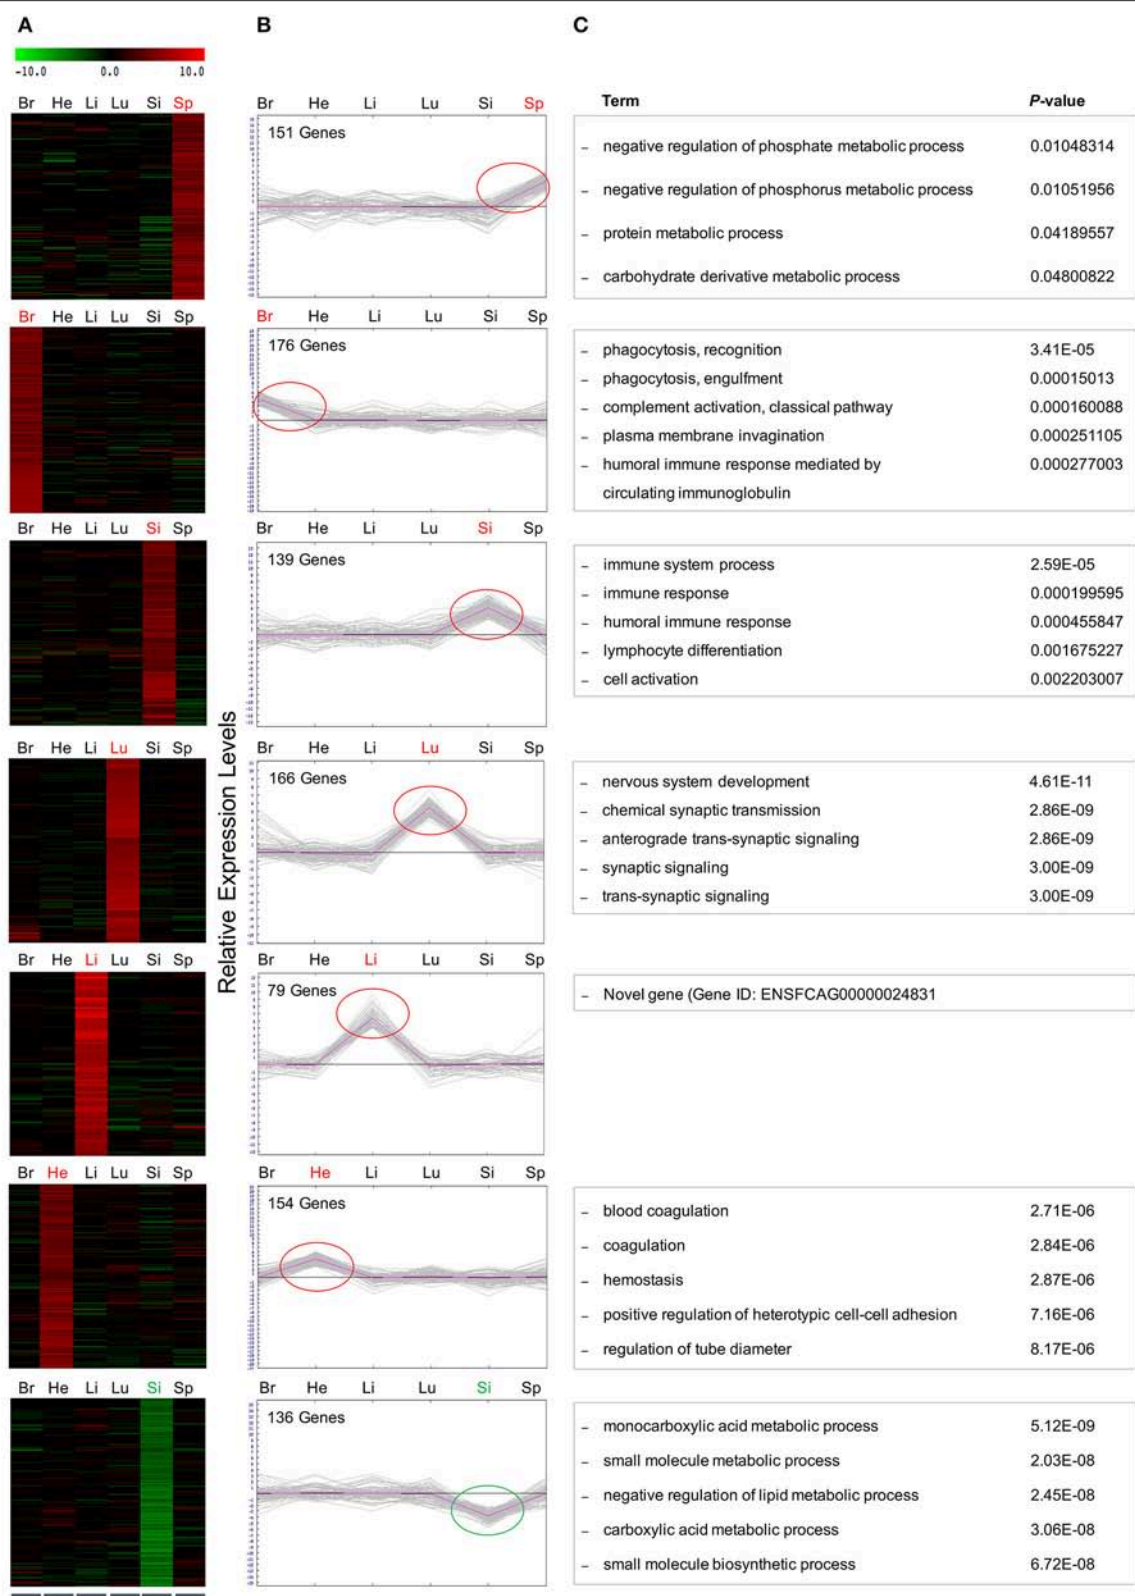 A B C
-10.0 0.0 10.0
Br He Li Lu Si Sp
Br He Li Lu Si Sp
Term P-value
151 Genes
– negative regulation of phosphate metabolic process 0.01048314
– negative regulation of phosphorus metabolic process 0.01051956
– protein metabolic process 0.04189557
– carbohydrate derivative metabolic process 0.04800822
Br He Li Lu Si Sp
Br He Li Lu Si Sp
176 Genes
– phagocytosis, recognition 3.41E-05
– phagocytosis, engulfment 0.00015013
– complement activation, classical pathway 0.000160088
– plasma membrane invagination 0.000251105
– humoral immune response mediated by 0.000277003
circulating immunoglobulin
Br He Li Lu Si Sp
Br He Li Lu Si Sp
139 Genes
– immune system process 2.59E-05
– immune response 0.000199595
– humoral immune response 0.000455847
– lymphocyte differentiation 0.001675227
– cell activation 0.002203007
Relative Expression Levels
Br He Li Lu Si Sp
Br He Li Lu Si Sp
166 Genes
– nervous system development 4.61E-11
– chemical synaptic transmission 2.86E-09
– anterograde trans-synaptic signaling 2.86E-09
– synaptic signaling 3.00E-09
– trans-synaptic signaling 3.00E-09
Br He Li Lu Si Sp
Br He Li Lu Si Sp
79 Genes
– Novel gene (Gene ID: ENSFCAG00000024831
Br He Li Lu Si Sp
Br He Li Lu Si Sp
154 Genes
– blood coagulation 2.71E-06
– coagulation 2.84E-06
– hemostasis 2.87E-06
– positive regulation of heterotypic cell-cell adhesion 7.16E-06
– regulation of tube diameter 8.17E-06
Br He Li Lu Si Sp
Br He Li Lu Si Sp
136 Genes
– monocarboxylic acid metabolic process 5.12E-09
– small molecule metabolic process 2.03E-08
– negative regulation of lipid metabolic process 2.45E-08
– carboxylic acid metabolic process 3.06E-08
– small molecule biosynthetic process 6.72E-08